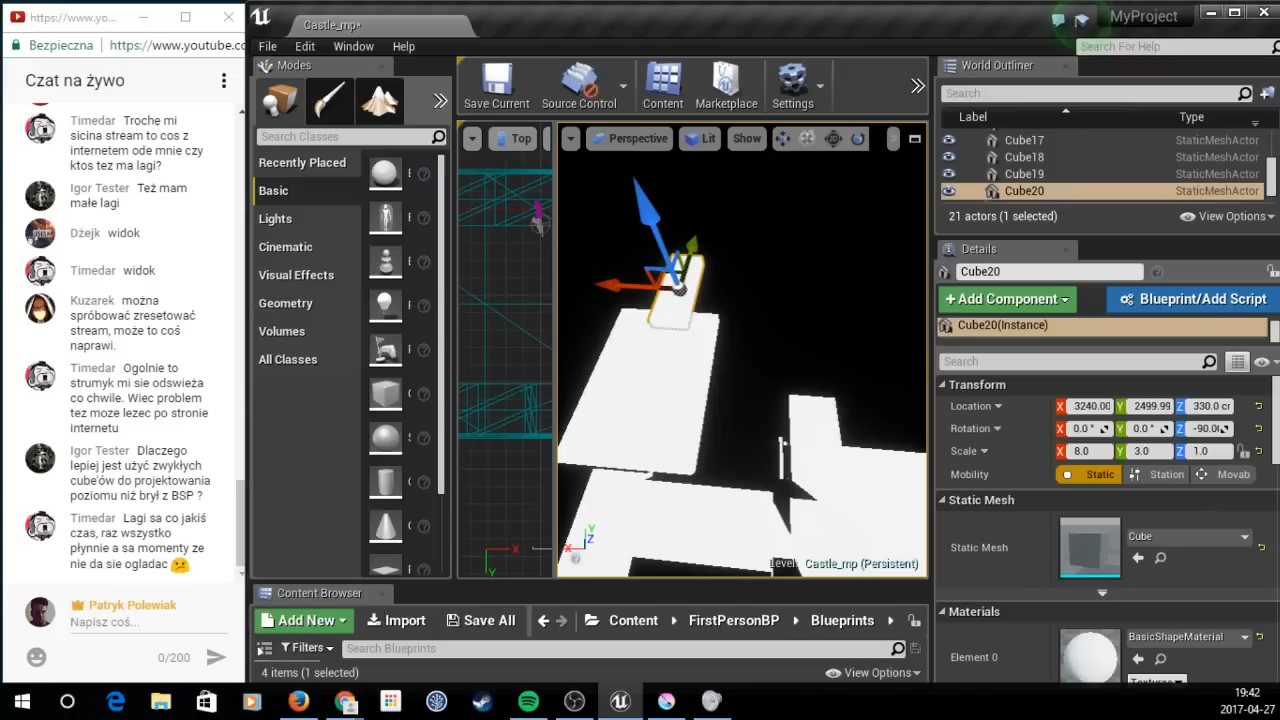 https://www.yo...
Bezpieczna
https://www.youtube.cc
Czat na żywo
Timedar Trochę mi
sicina stream to cos z
internetem ode mnie czy
ktos tez ma lagi?
Igor Tester Też mam
małe lagi
Dżejk widok
Timedar widok
Kuzarek można
spróbować zresetować
stream, może to coś
naprawi.
Timedar Ogolnie to
strumyk mi sie odswieża
co chwile. Wiec problem
tez moze lezec po stronie
internetu
Igor Tester Dlaczego
lepiej jest użyć zwykłych
cube'ów do projektowania
poziomu niż brył z BSP ?
Timedar Lagi sa co jakiś
czas, raz wszystko
płynnie a sa momenty ze
nie da sie ogladac
Patryk Polewiak
Napisz coś...
0/200
Castle_mp*
MyProject
File
Edit
Window
Help
Search For Help
Modes
Search Classes
Recently Placed
Basic
Lights
Cinematic
Visual Effects
Geometry
Volumes
All Classes
Save Current
Source Control
Content
Marketplace
Settings
Top
Perspective
Lit
Show
X
Y
Y
Z
X
Level: Castle_mp (Persistent)
Content Browser
Add New
Import
Save All
Content
FirstPersonBP
Blueprints
Filters
Search Blueprints
4 items (1 selected)
View Options
World Outliner
Search...
Label
Type
Cube17 StaticMeshActor
Cube18 StaticMeshActor
Cube19 StaticMeshActor
Cube20 StaticMeshActor
21 actors (1 selected)
View Options
Details
Cube20
+Add Component
Blueprint/Add Script
Cube20(Instance)
Search
Transform
Location X 3240.00 Y 2499.99 Z 330.0 cr
Rotation X 0.0 ° Y 0.0 ° Z -90.0
Scale X 8.0 Y 3.0 Z 1.0
Mobility Static Station Movab
Static Mesh
Static Mesh
Cube
Materials
Element 0
BasicShapeMaterial
Textures
19:42
2017-04-27